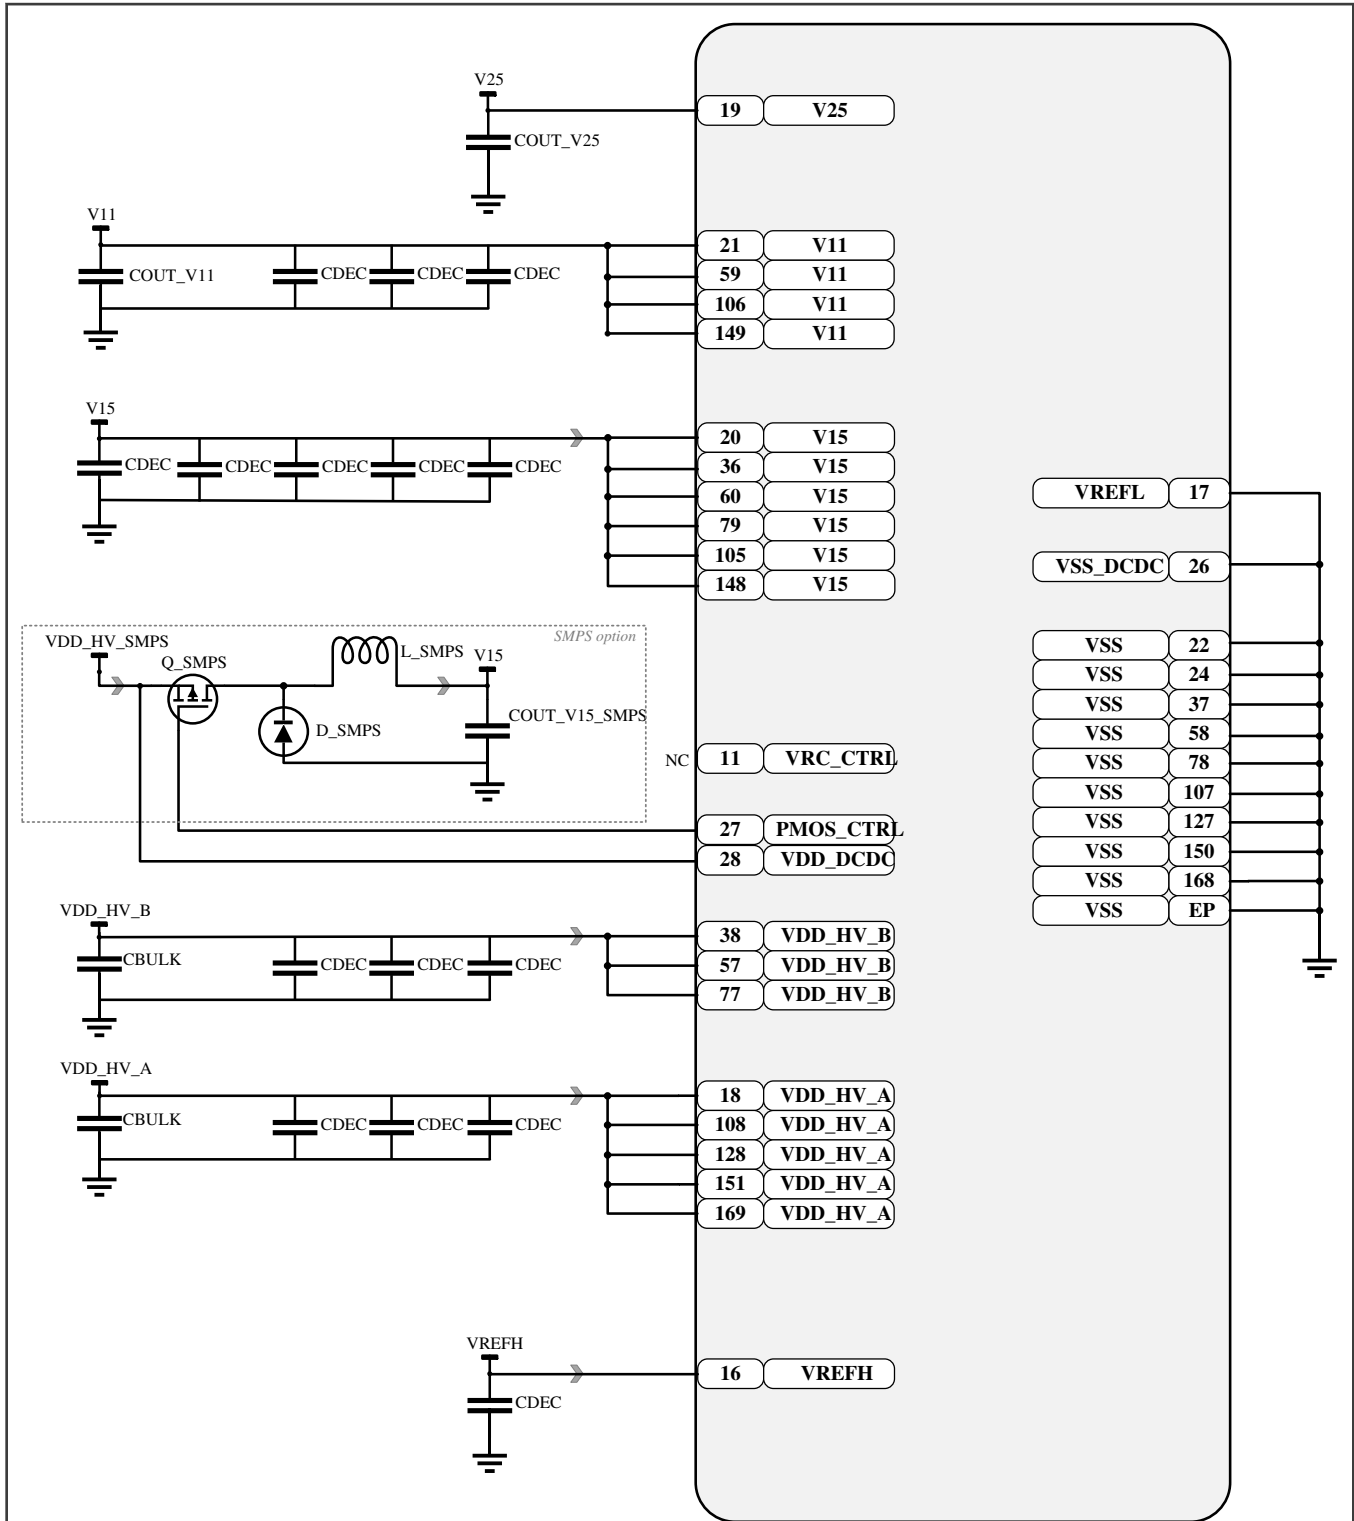 V25
19 V25
COUT_V25
V11
21 V11
COUT_V11 CDEC CDEC CDEC
59 V11
106 V11
149 V11
V15
20 V15
CDEC CDEC CDEC CDEC CDEC
36 V15
60 V15
79 V15
105 V15
148 V15
VREFL 17
VSS_DCDC 26
SMPS option
VDD_HV_SMPS
Q_SMPS
L_SMPS
V15
D_SMPS
COUT_V15_SMPS
NC 11 VRC_CTRL
27 PMOS_CTRL
28 VDD_DCDC
VSS 22
VSS 24
VSS 37
VSS 58
VSS 78
VSS 107
VSS 127
VSS 150
VSS 168
VSS EP
VDD_HV_B
38 VDD_HV_B
CBULK CDEC CDEC CDEC
57 VDD_HV_B
77 VDD_HV_B
VDD_HV_A
18 VDD_HV_A
CBULK CDEC CDEC CDEC
108 VDD_HV_A
128 VDD_HV_A
151 VDD_HV_A
169 VDD_HV_A
VREFH
16 VREFH
CDEC